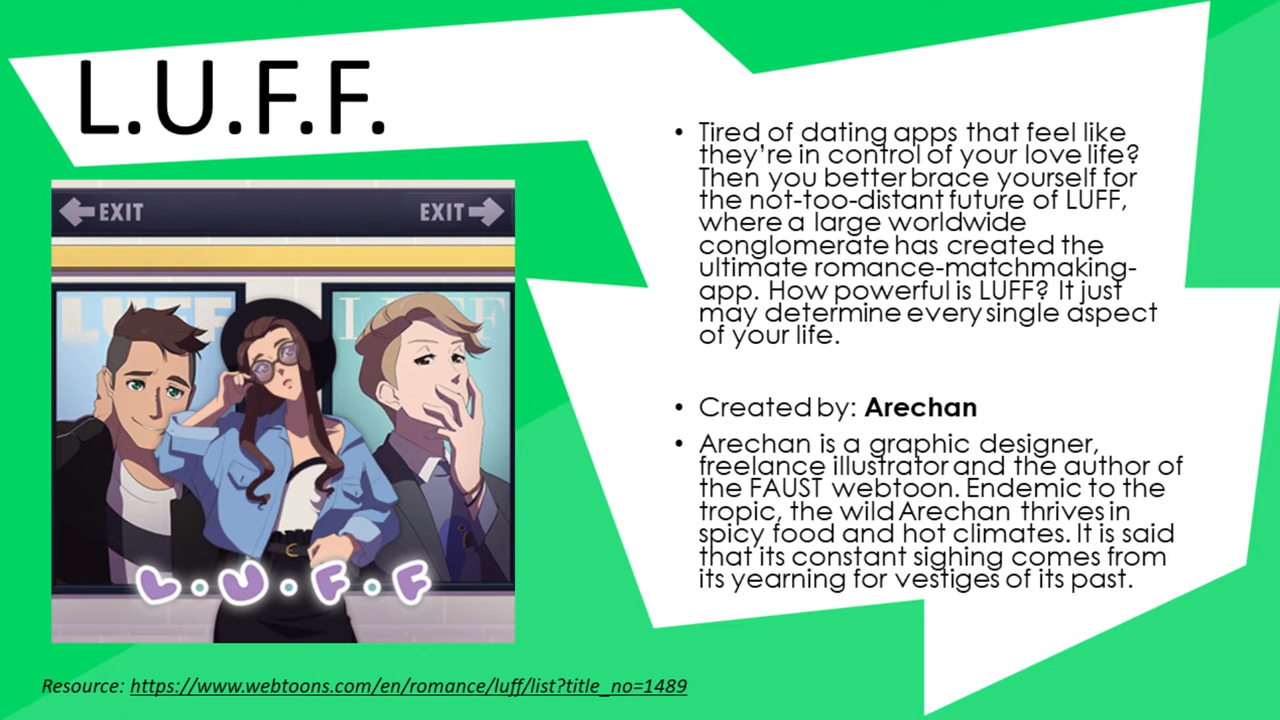 L.U.F.F.
EXIT
EXIT
LUFF
LUFF
L·U·F·F
• Tired of dating apps that feel like
they're in control of your love life?
Then you better brace yourself for
the not-too-distant future of LUFF,
where a large worldwide
conglomerate has created the
ultimate romance-matchmaking-
app. How powerful is LUFF? It just
may determine every single aspect
of your life.
• Created by: Arechan
• Arechan is a graphic designer,
freelance illustrator and the author of
the FAUST webtoon. Endemic to the
tropic, the wild Arechan thrives in
spicy food and hot climates. It is said
that its constant sighing comes from
its yearning for vestiges of its past.
Resource: https://www.webtoons.com/en/romance/luff/list?title_no=1489